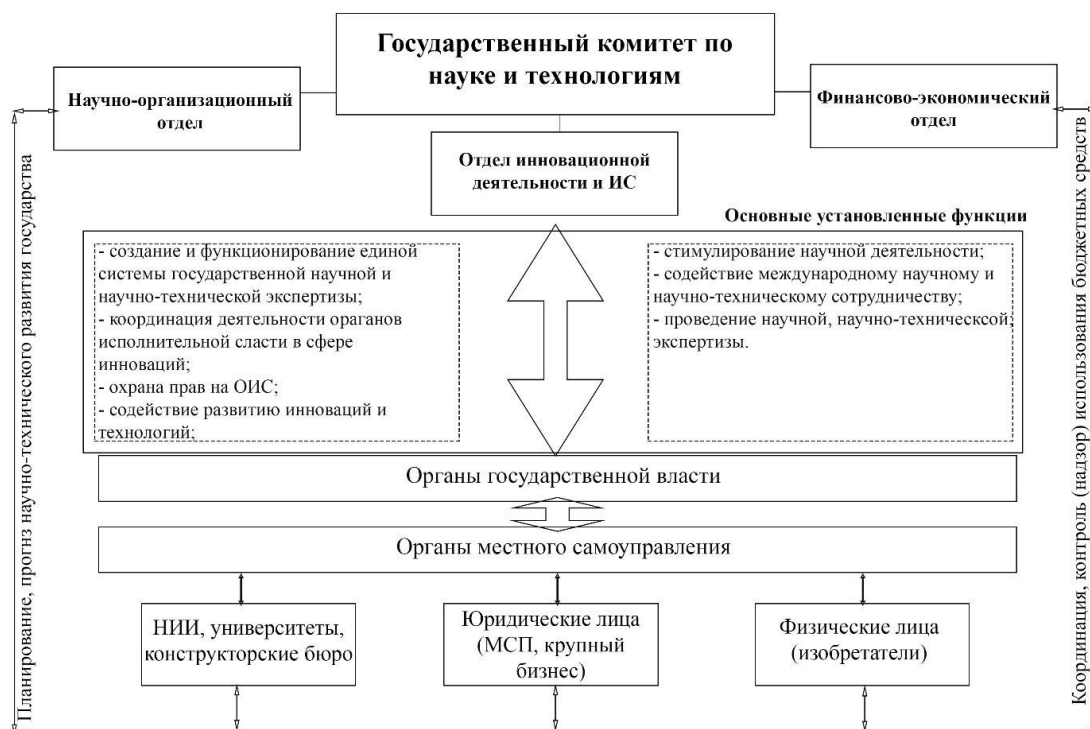 Государственный комитет по
науке и технологиям
Научно-организационный
отдел
Финансово-экономический
отдел
Отдел инновационной
деятельности и ИС
Основные установленные функции
- создание и функционирование единой
системы государственной научной и
научно-технической экспертизы;
- координация деятельности ораганов
исполнительной сласти в сфере
инноваций;
- охрана прав на ОИС;
- содействие развитию инноваций и
технологий;
- стимулирование научной деятельности;
- содействие международному научному и
научно-техническому сотрудничеству;
- проведение научной, научно-техническсой;
экспертизы.
Органы государственной власти
Органы местного самоуправления
НИИ, университеты,
конструкторские бюро
Юридические лица
(МСП, крупный
бизнес)
Физические лица
(изобретатели)
Планирование, прогнз научно-технического развития государства
Координация, контроль (надзор) использования бюджетных средств